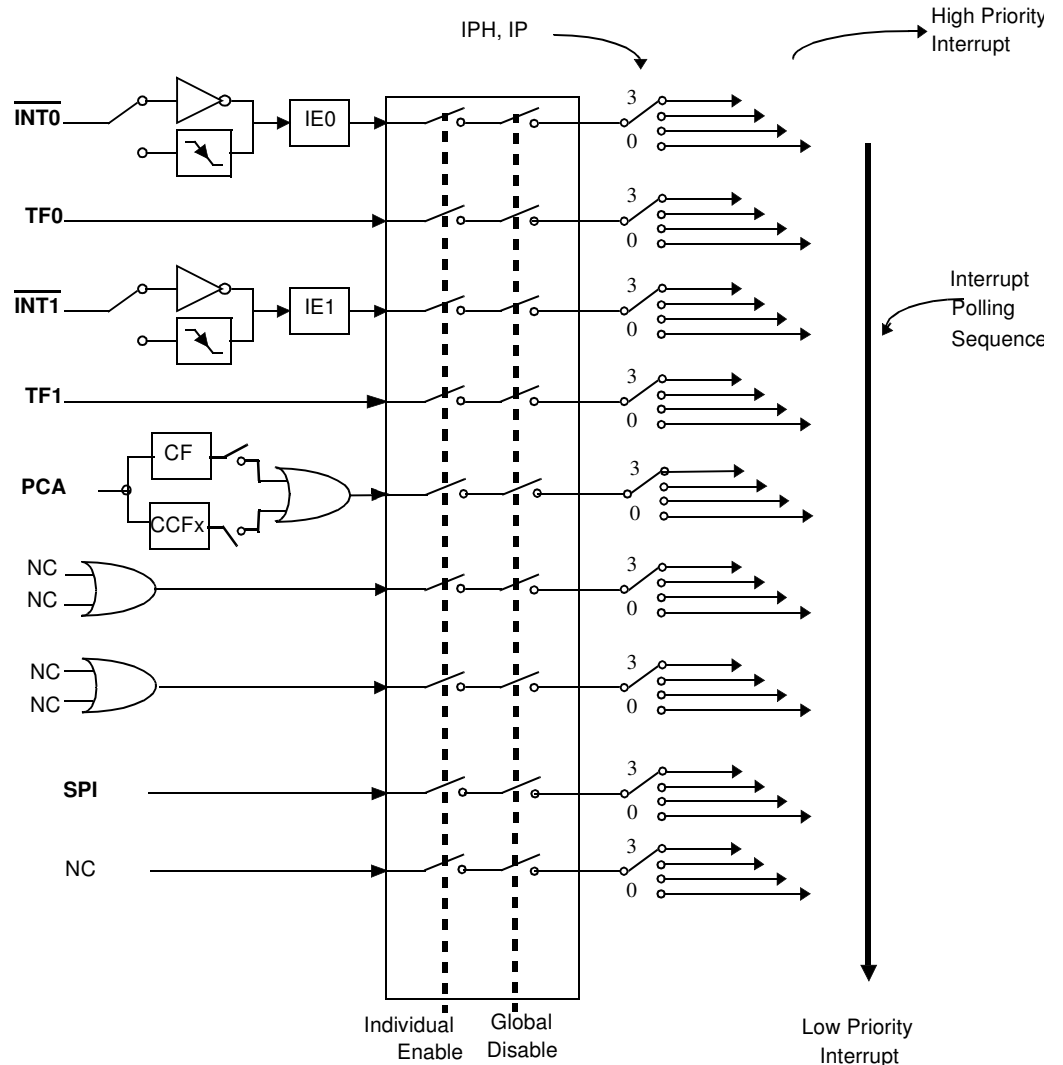 IPH, IP
High Priority
Interrupt
INT0
IE0
3
0
TF0
3
0
INT1
IE1
3
0
Interrupt
Polling
Sequence
TF1
3
0
PCA
CF
CCFx
3
0
NC
NC
3
0
NC
NC
3
0
SPI
3
0
NC
3
0
Individual
Enable
Global
Disable
Low Priority
Interrupt